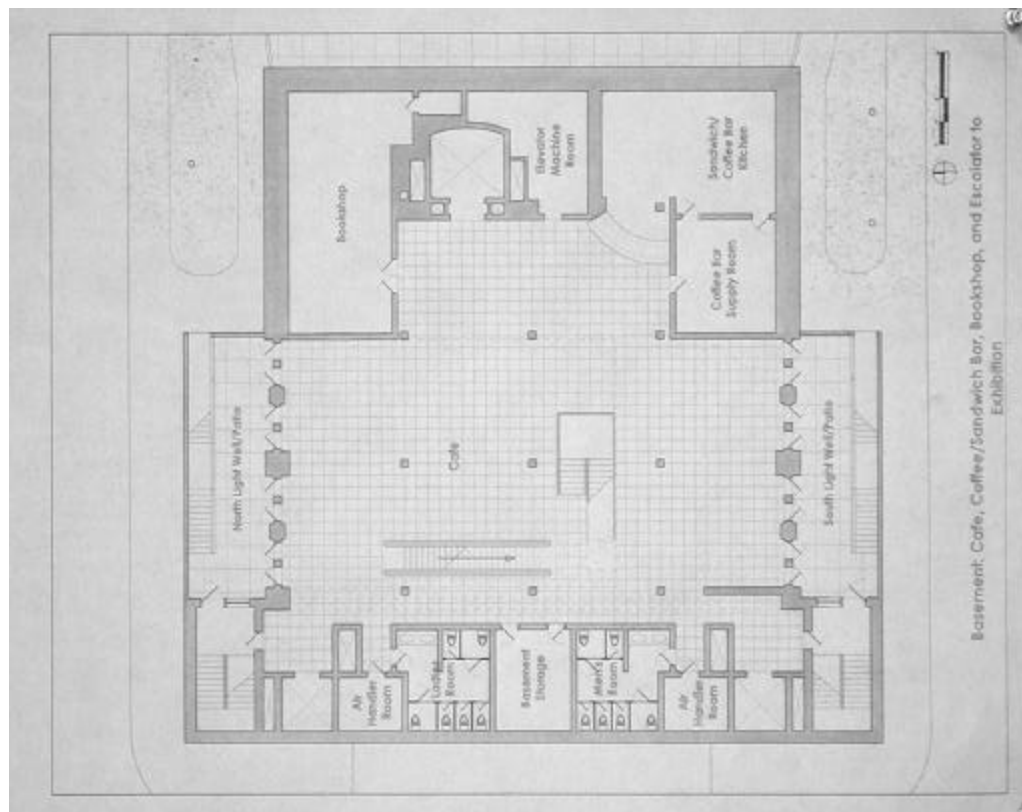 Basement: Cafe, Coffee/Sandwich Bar, Bookshop, and Escalator to
Exhibition
Bookshop
Elevator
Machine
Room
Sandwich/
Coffee Bar
Kitchen
Coffee Bar
Supply Room
North Light Well/Patio
Cafe
South Light Well/Patio
Air
Handler
Room
Ladies
Room
Basement
Storage
Men's
Room
Air
Handler
Room